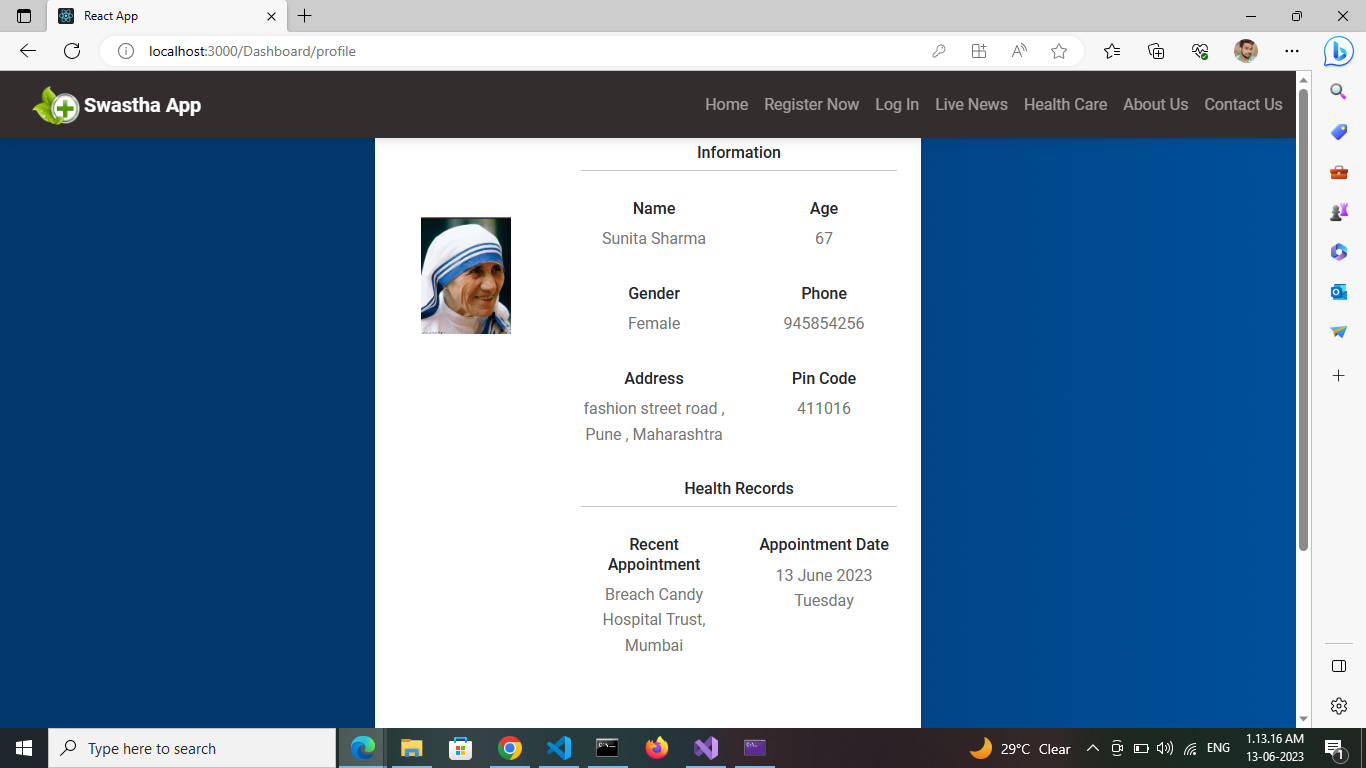 React App
localhost:3000/Dashboard/profile
Swastha App
Home Register Now Log In Live News Health Care About Us Contact Us
Information
Name Age
Sunita Sharma 67
Gender Phone
Female 945854256
Address Pin Code
fashion street road , 411016
Pune , Maharashtra
Health Records
Recent Appointment Date
Appointment
13 June 2023
Breach Candy Tuesday
Hospital Trust,
Mumbai
Type here to search
29°C Clear
ENG
1.13.16 AM
13-06-2023
1